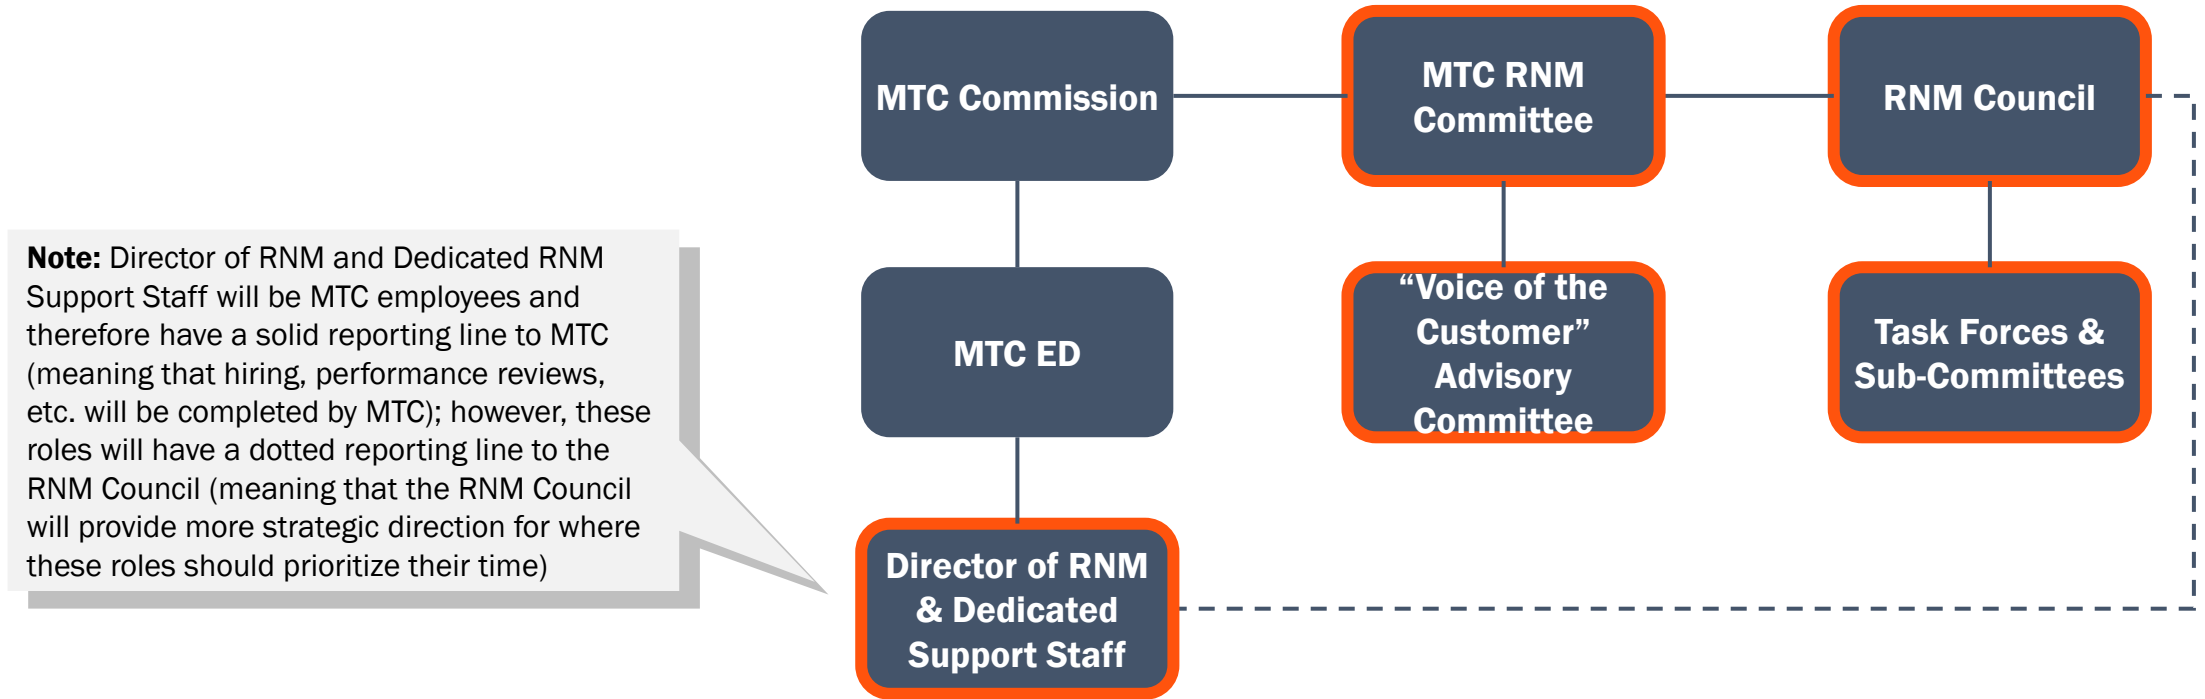 MTC Commission
MTC RNM
Committee
RNM Council
Note: Director of RNM and Dedicated RNM
Support Staff will be MTC employees and
therefore have a solid reporting line to MTC
(meaning that hiring, performance reviews,
etc. will be completed by MTC); however, these
roles will have a dotted reporting line to the
RNM Council (meaning that the RNM Council
will provide more strategic direction for where
these roles should prioritize their time)
MTC ED
“Voice of the
Customer”
Advisory
Committee
Task Forces &
Sub-Committees
Director of RNM
& Dedicated
Support Staff